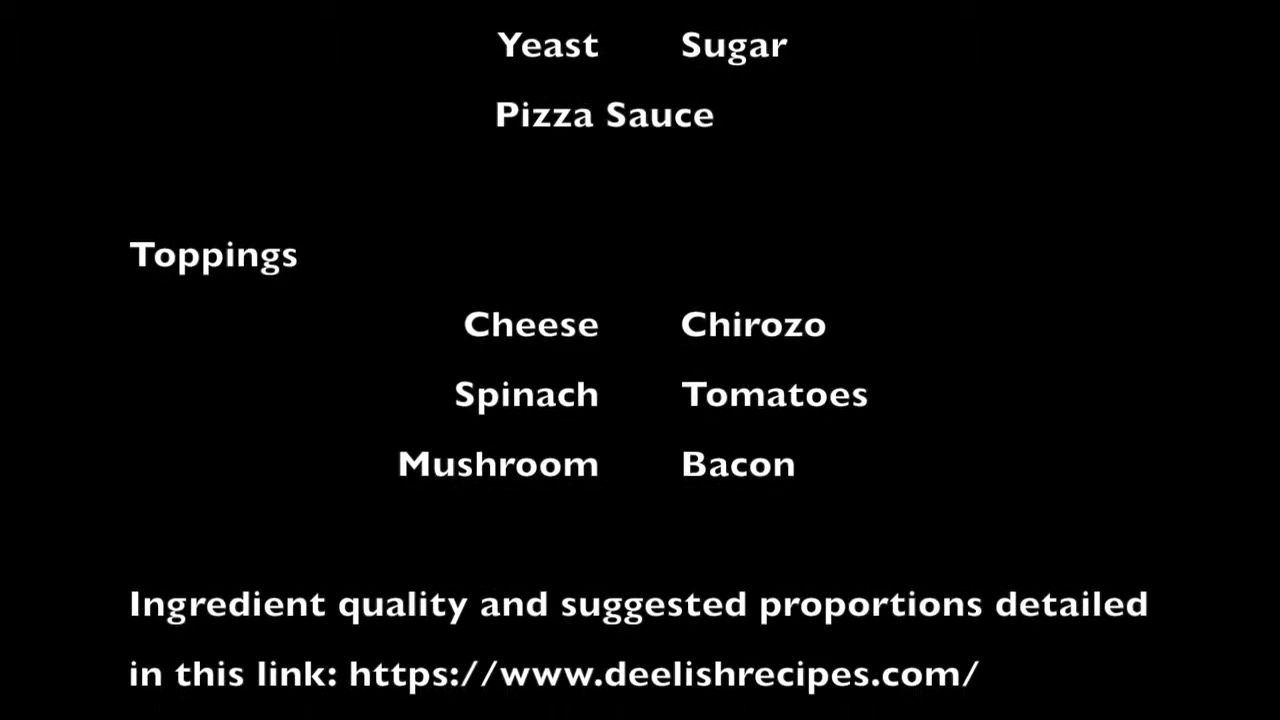 Yeast Sugar
Pizza Sauce
Toppings
Cheese Chirozo
Spinach Tomatoes
Mushroom Bacon
Ingredient quality and suggested proportions detailed
in this link: https://www.deelishrecipes.com/